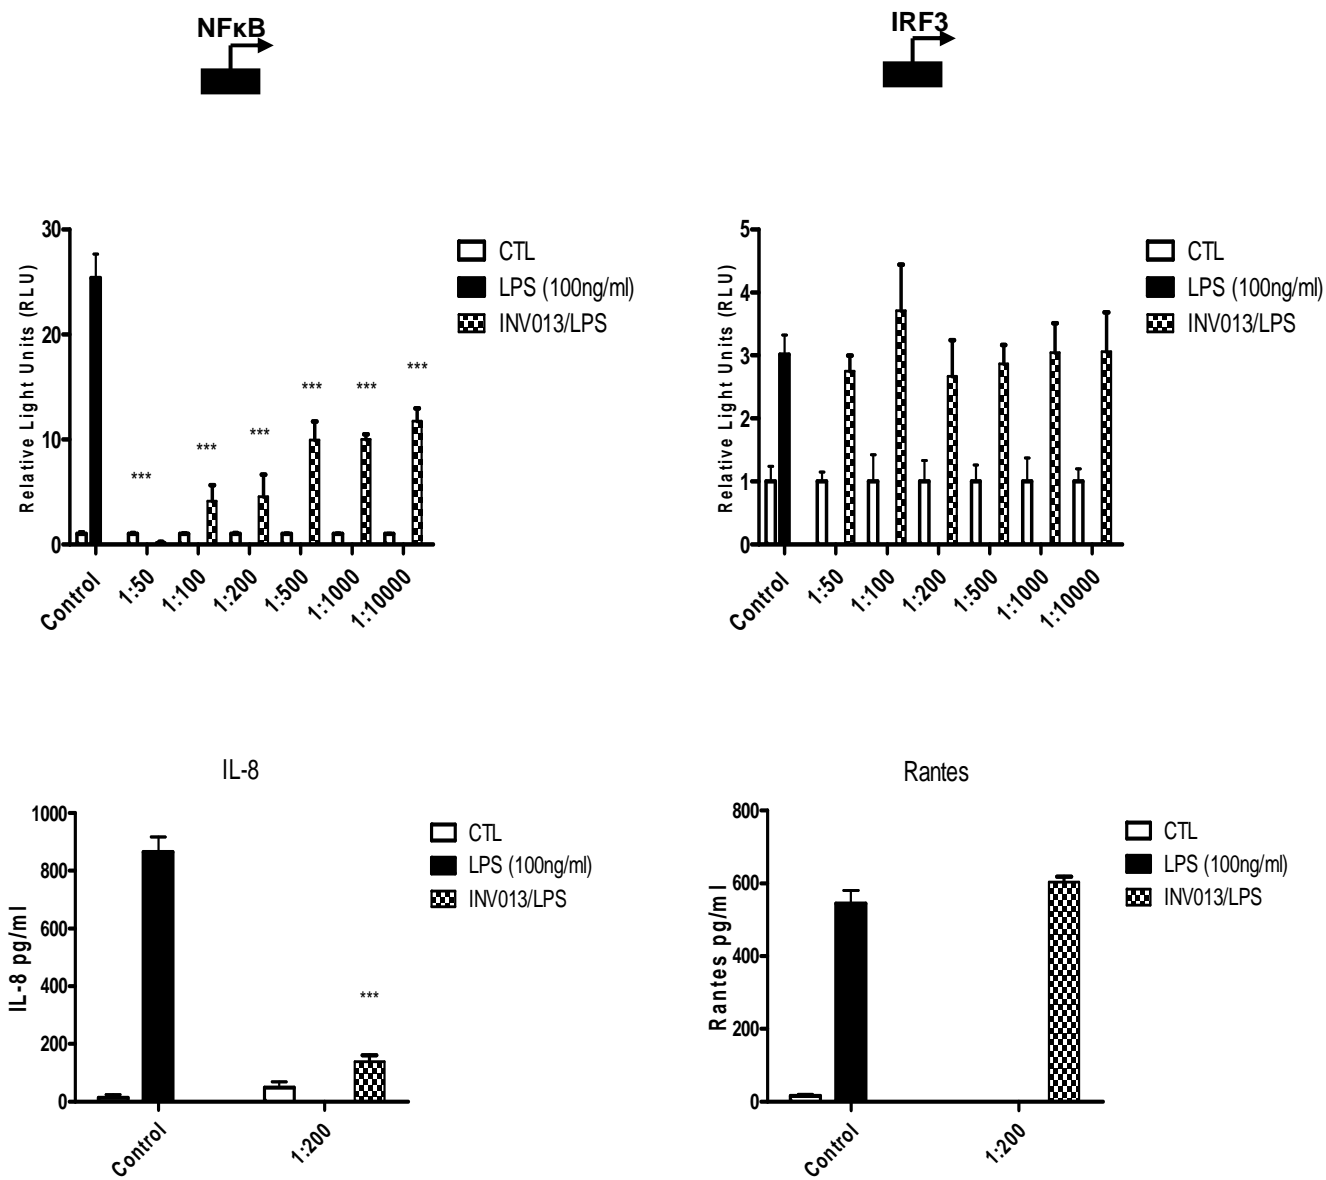 NFκB
IRF3
30
20
10
0
Relative Light Units (RLU)
CTL
LPS (100ng/ml)
INV013/LPS
***
***
***
***
***
***
Control
1:50
1:100
1:200
1:500
1:1000
1:10000
5
4
3
2
1
0
Relative Light Units (RLU)
CTL
LPS (100ng/ml)
INV013/LPS
Control
1:50
1:100
1:200
1:500
1:1000
1:10000
IL-8
1000
800
600
400
200
0
IL-8 pg/ml
CTL
LPS (100ng/ml)
INV013/LPS
***
Control
1:200
Rantes
800
600
400
200
0
Rantes pg/ml
CTL
LPS (100ng/ml)
INV013/LPS
Control
1:200